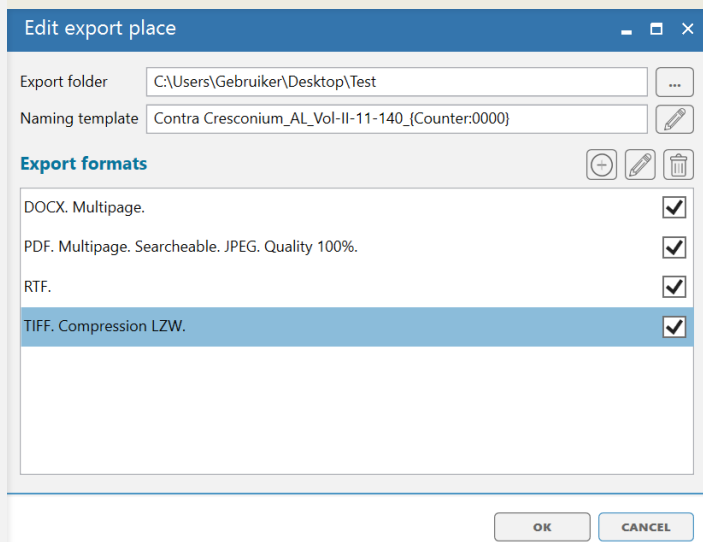 Edit export place
Export folder C:\Users\Gebruiker\Desktop\Test ...
Naming template Contra Cresconium_AL_Vol-II-11-140_{Counter:0000}
Export formats
DOCX. Multipage.
PDF. Multipage. Searcheable. JPEG. Quality 100%.
RTF.
TIFF. Compression LZW.
OK CANCEL